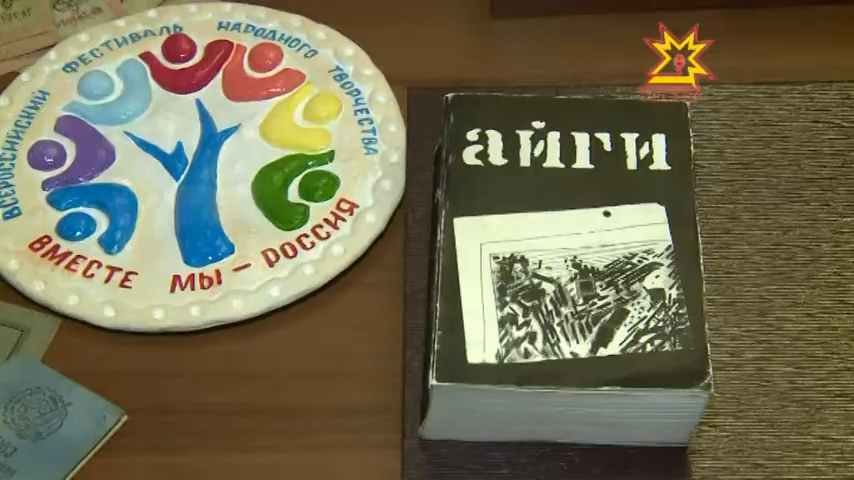 ВСЕРОССИЙСКИЙ ФЕСТИВАЛЬ НАРОДНОГО ТВОРЧЕСТВА
ВМЕСТЕ МЫ – РОССИЯ
айги